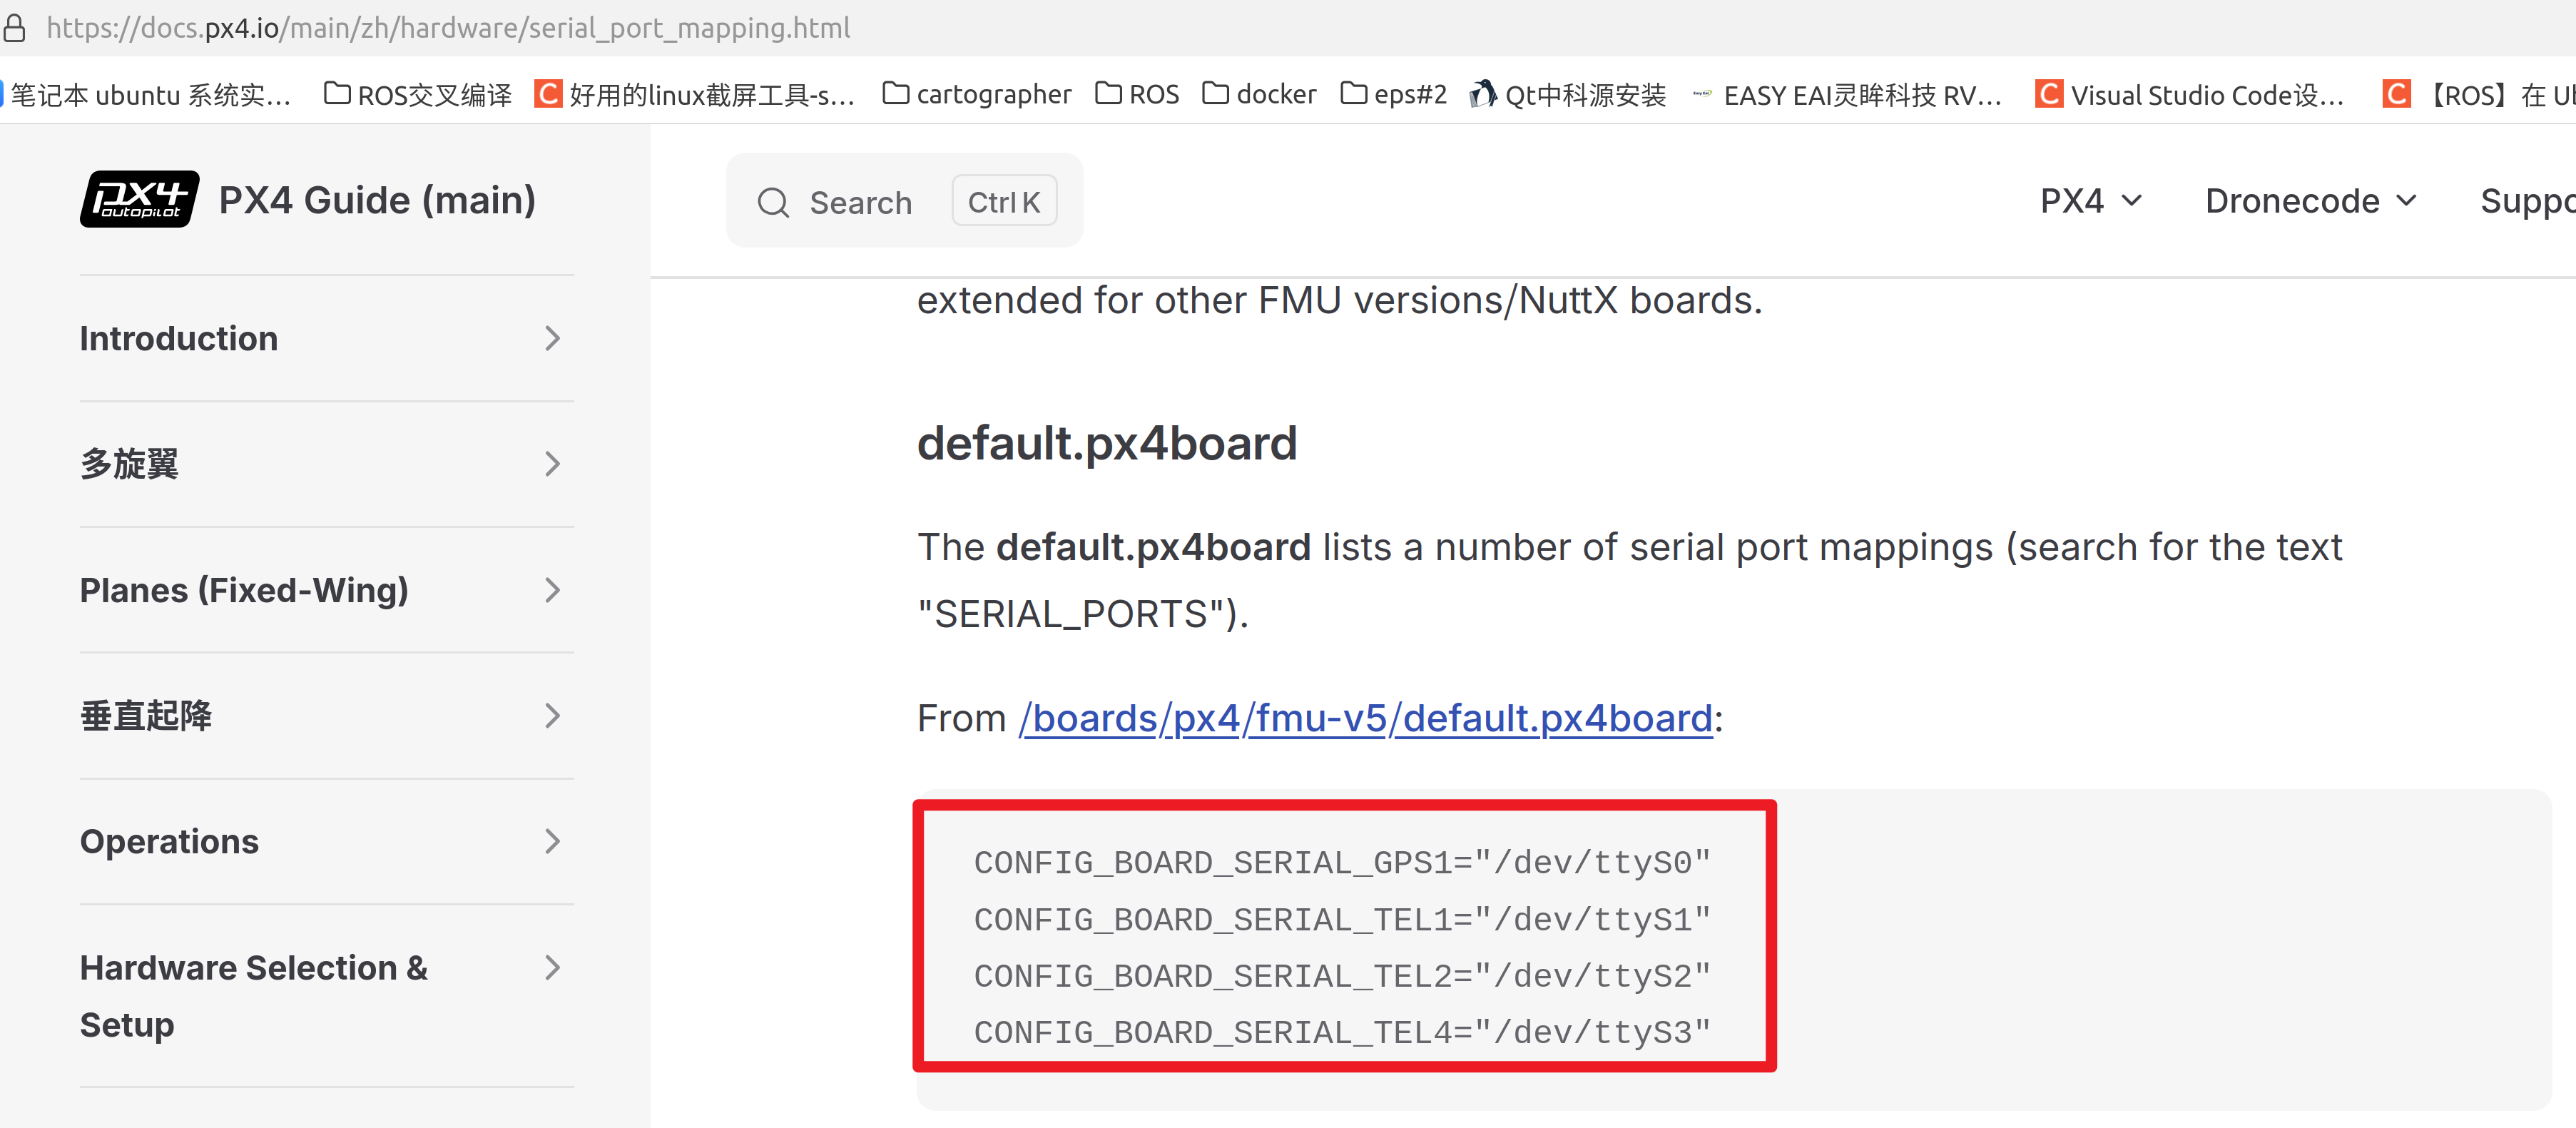 https://docs.px4.io/main/zh/hardware/serial_port_mapping.html
笔记本 ubuntu 系统实... ROS交叉编译 好用的linux截屏工具-s... cartographer ROS docker eps#2 Qt中科源安装 EASY EAI灵眸科技 RV... Visual Studio Code设... 【ROS】在 Ub
px4 autopilot PX4 Guide (main)
Search Ctrl K
PX4 Dronecode Suppo
Introduction
多旋翼
Planes (Fixed-Wing)
垂直起降
Operations
Hardware Selection &
Setup
extended for other FMU versions/NuttX boards.
default.px4board
The default.px4board lists a number of serial port mappings (search for the text
"SERIAL_PORTS").
From /boards/px4/fmu-v5/default.px4board:
CONFIG_BOARD_SERIAL_GPS1="/dev/ttyS0"
CONFIG_BOARD_SERIAL_TEL1="/dev/ttyS1"
CONFIG_BOARD_SERIAL_TEL2="/dev/ttyS2"
CONFIG_BOARD_SERIAL_TEL4="/dev/ttyS3"